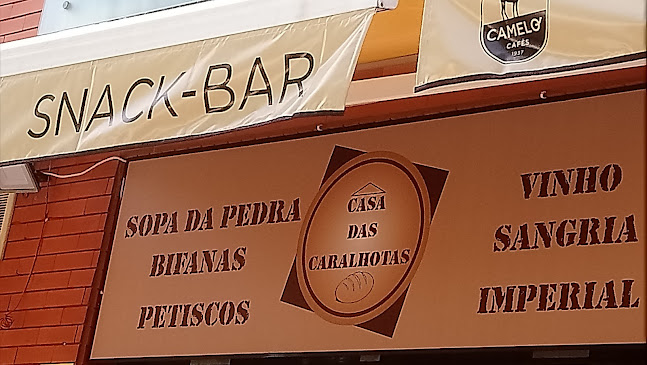 CAMELO
CAFÉS
1937
SNACK-BAR
SOPA DA PEDRA
BIFANAS
PETISCOS
CASA
DAS
CARALHOTAS
VINHO
SANGRIA
IMPERIAL